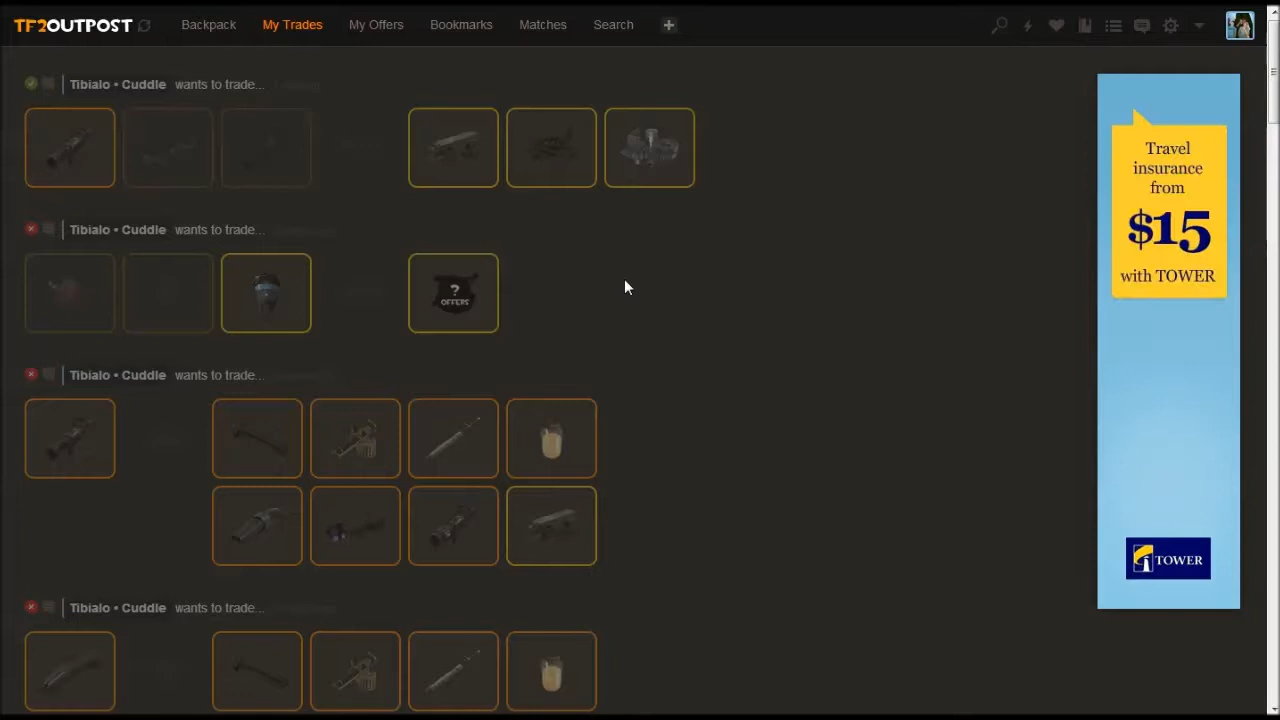 TF2OUTPOST Backpack My Trades My Offers Bookmarks Matches Search
Tibialo • Cuddle wants to trade...
Tibialo • Cuddle wants to trade...
? OFFERS
Tibialo • Cuddle wants to trade...
Tibialo • Cuddle wants to trade...
Travel
insurance
from
$15
with TOWER
TOWER